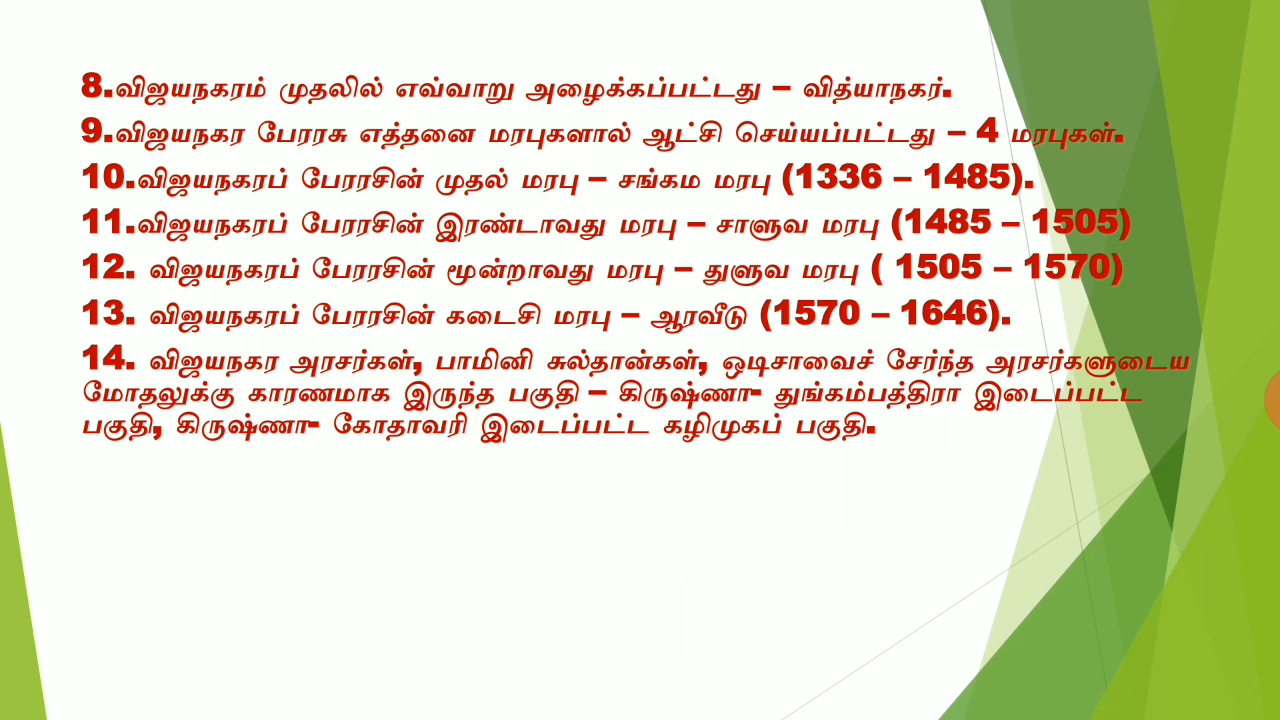 8.விஜயநகரம் முதலில் எவ்வாறு அழைக்கப்பட்டது – வித்யாநகர்.
9.விஜயநகர பேரரசு எத்தனை மரபுகளால் ஆட்சி செய்யப்பட்டது – 4 மரபுகள்.
10.விஜயநகரப் பேரரசின் முதல் மரபு – சங்கம மரபு (1336 – 1485).
11.விஜயநகரப் பேரரசின் இரண்டாவது மரபு – சாளுவ மரபு (1485 – 1505)
12. விஜயநகரப் பேரரசின் மூன்றாவது மரபு – துளுவ மரபு ( 1505 – 1570)
13. விஜயநகரப் பேரரசின் கடைசி மரபு – ஆரவீடு (1570 – 1646).
14. விஜயநகர அரசர்கள், பாமினி சுல்தான்கள், ஒடிசாவைச் சேர்ந்த அரசர்களுடைய
மோதலுக்கு காரணமாக இருந்த பகுதி – கிருஷ்ணா- துங்கம்பத்திரா இடைப்பட்ட
பகுதி, கிருஷ்ணா- கோதாவரி இடைப்பட்ட கழிமுகப் பகுதி.